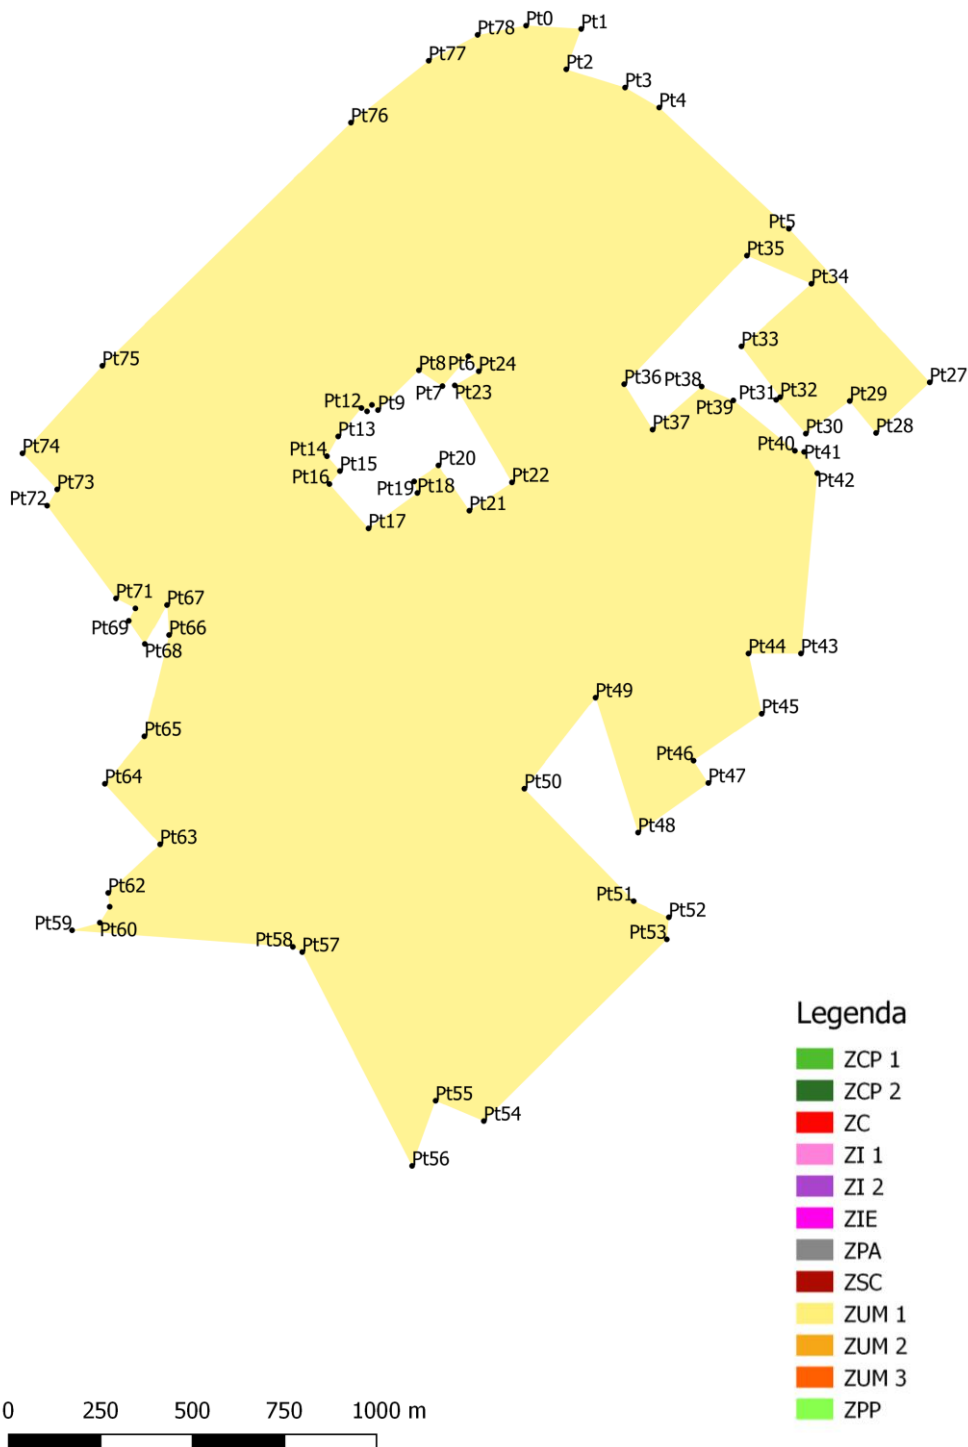 Pt78 Pt0 Pt1
Pt77
Pt2
Pt3
Pt4
Pt76
Pt5
Pt35
Pt34
Pt33
Pt75
Pt8 Pt6 Pt24
Pt7 Pt23
Pt36 Pt38
Pt27
Pt31 Pt32
Pt29
Pt39
Pt12 Pt9
Pt13
Pt37
Pt30 Pt28
Pt74
Pt14
Pt40 Pt41
Pt15
Pt20
Pt16
Pt22
Pt42
Pt73
Pt19 Pt18
Pt72
Pt21
Pt17
Pt71
Pt67
Pt69
Pt66
Pt68
Pt44 Pt43
Pt49
Pt45
Pt65
Pt46
Pt64
Pt50
Pt47
Pt48
Pt63
Pt62
Pt51
Pt52
Pt59
Pt60
Pt53
Pt58 Pt57
Pt55
Pt54
Pt56
Legenda
ZCP 1
ZCP 2
ZC
ZI 1
ZI 2
ZIE
ZPA
ZSC
ZUM 1
ZUM 2
ZUM 3
ZPP
0 250 500 750 1000 m